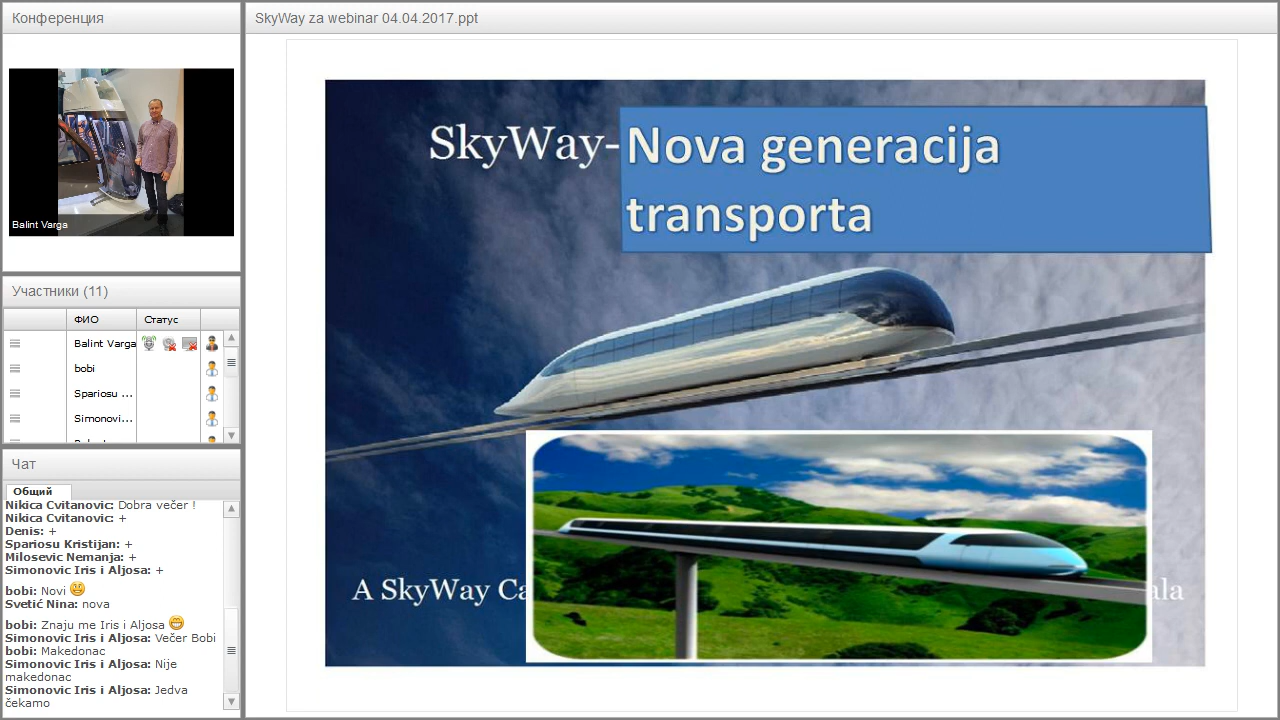 Конференция
Balint Varga
Участники (11)
ФИО
Статус
Balint Varga
bobi
Spariosu ...
Simonovi...
Чат
Общий
Nikica Cvitanovic: Dobra večer !
Nikica Cvitanovic: +
Denis: +
Spariosu Kristijan: +
Milosevic Nemanja: +
Simonovic Iris i Aljosa: +
bobi: Novi
Svetić Nina: nova
bobi: Znaju me Iris i Aljosa
Simonovic Iris i Aljosa: Večer Bobi
bobi: Makedonac
Simonovic Iris i Aljosa: Nije
makedonac
Simonovic Iris i Aljosa: Jedva
čekamo
SkyWay za webinar 04.04.2017.ppt
SkyWay-
Nova generacija
transporta
A SkyWay Ca
ala